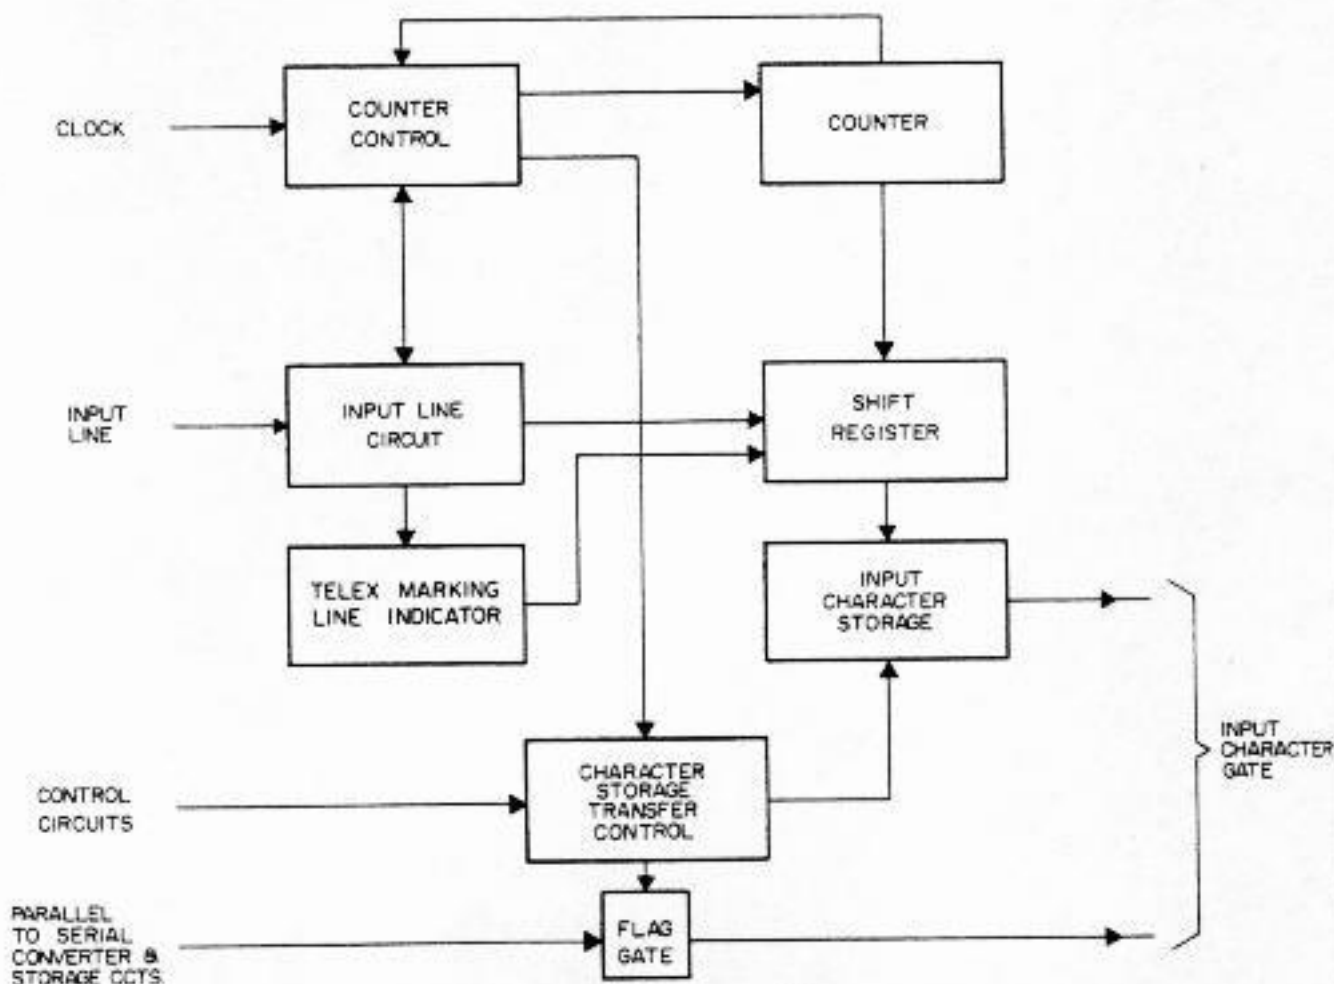 COUNTER
CONTROL
COUNTER
CLOCK
INPUT
LINE
INPUT LINE
CIRCUIT
SHIFT
REGISTER
TELEX MARKING
LINE INDICATOR
INPUT
CHARACTER
STORAGE
INPUT
CHARACTER
GATE
CONTROL
CIRCUITS
CHARACTER
STORAGE
TRANSFER
CONTROL
PARALLEL
TO SERIAL
CONVERTER &
STORAGE CCTS.
FLAG
GATE